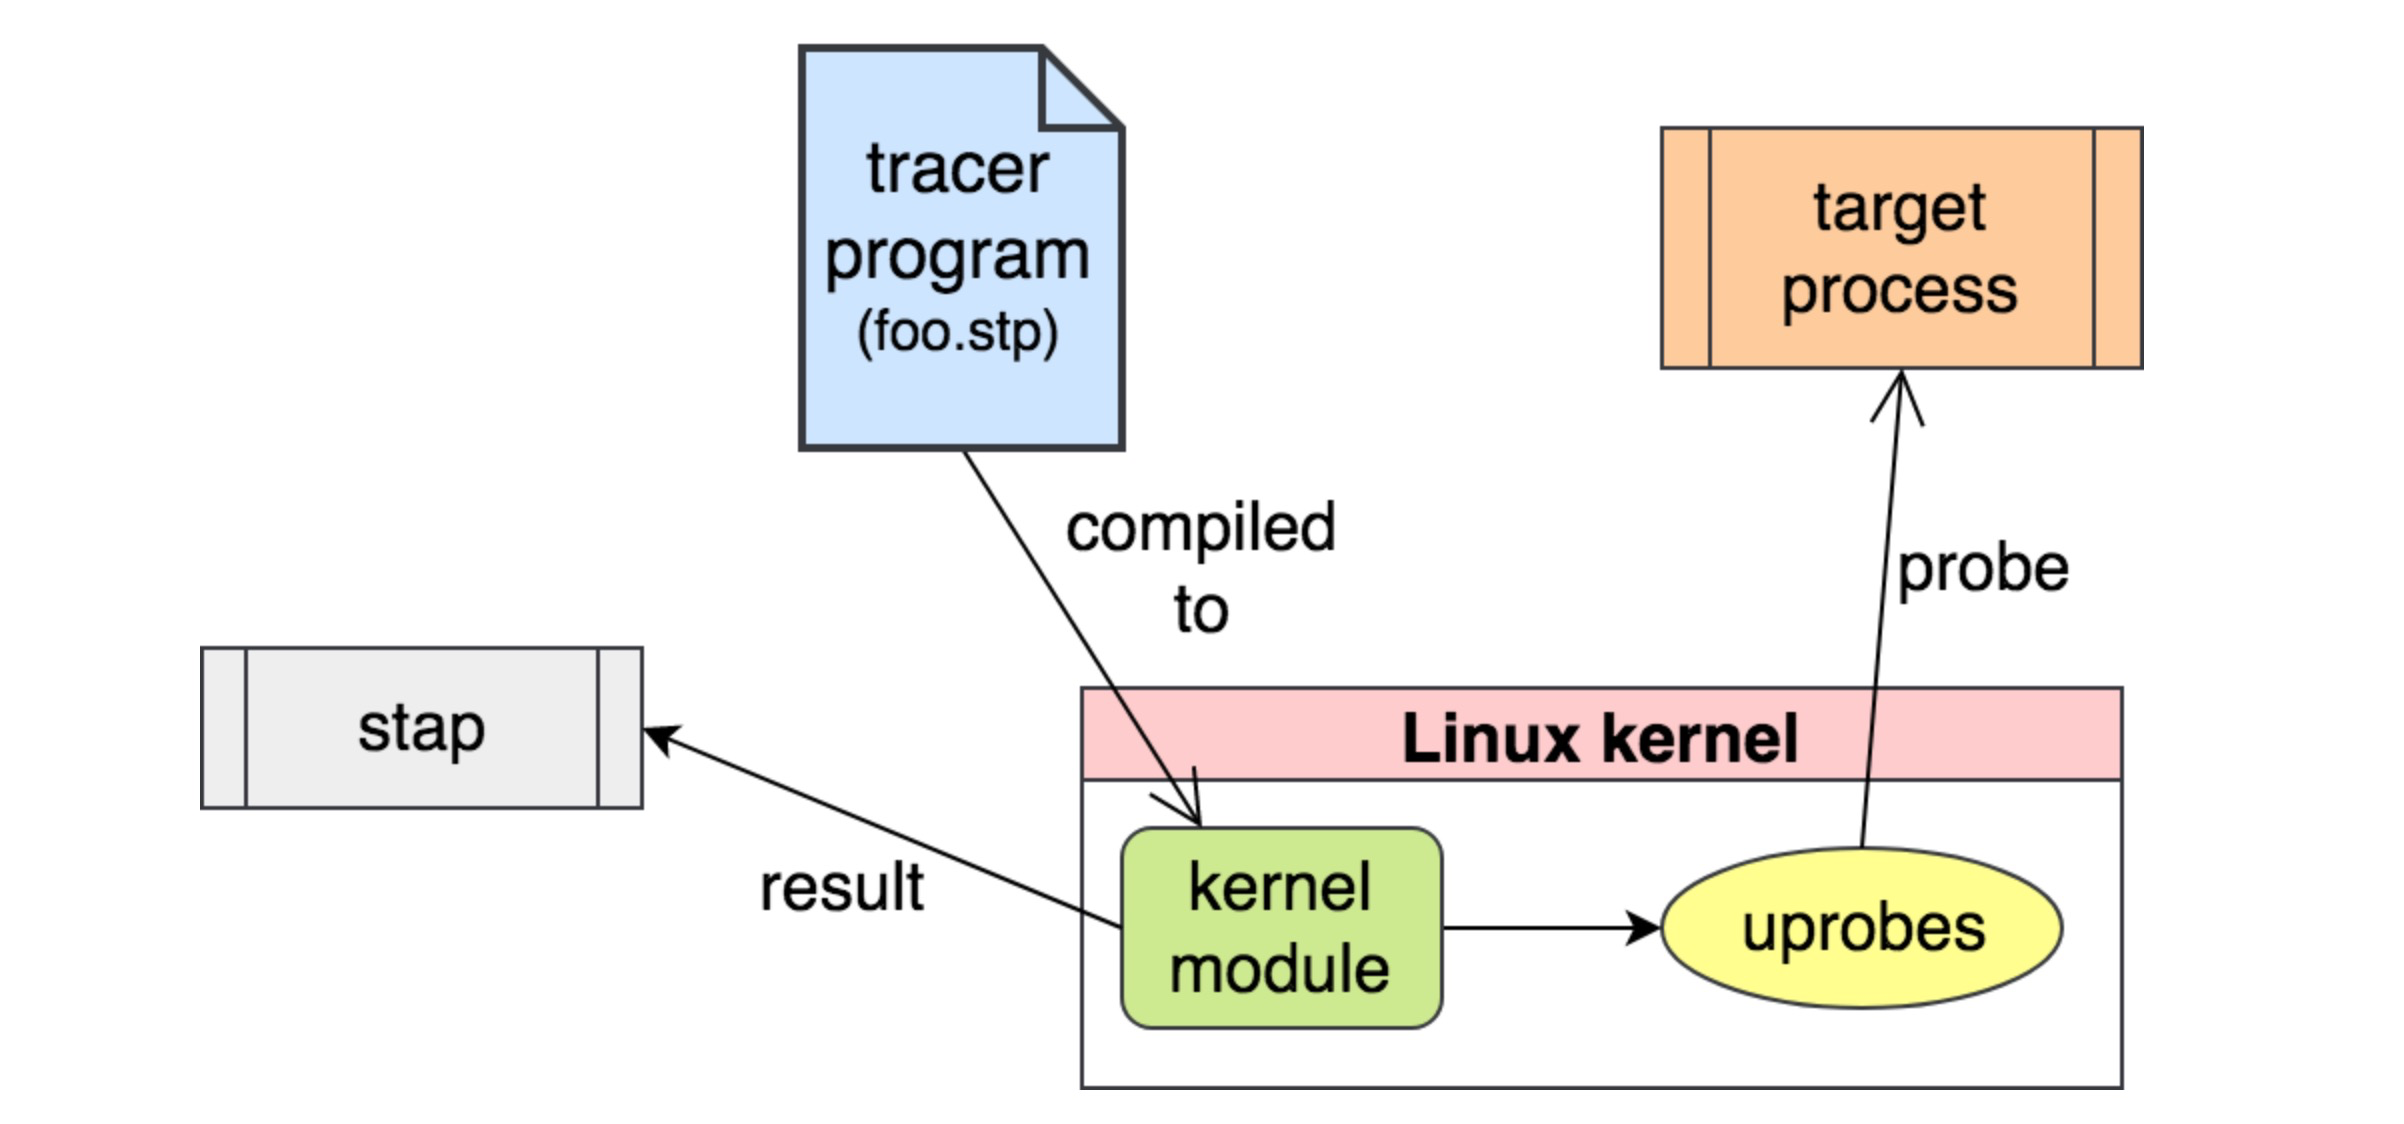 tracer
program
(foo.stp)
target
process
compiled
to
probe
stap
Linux kernel
result
kernel
module
uprobes